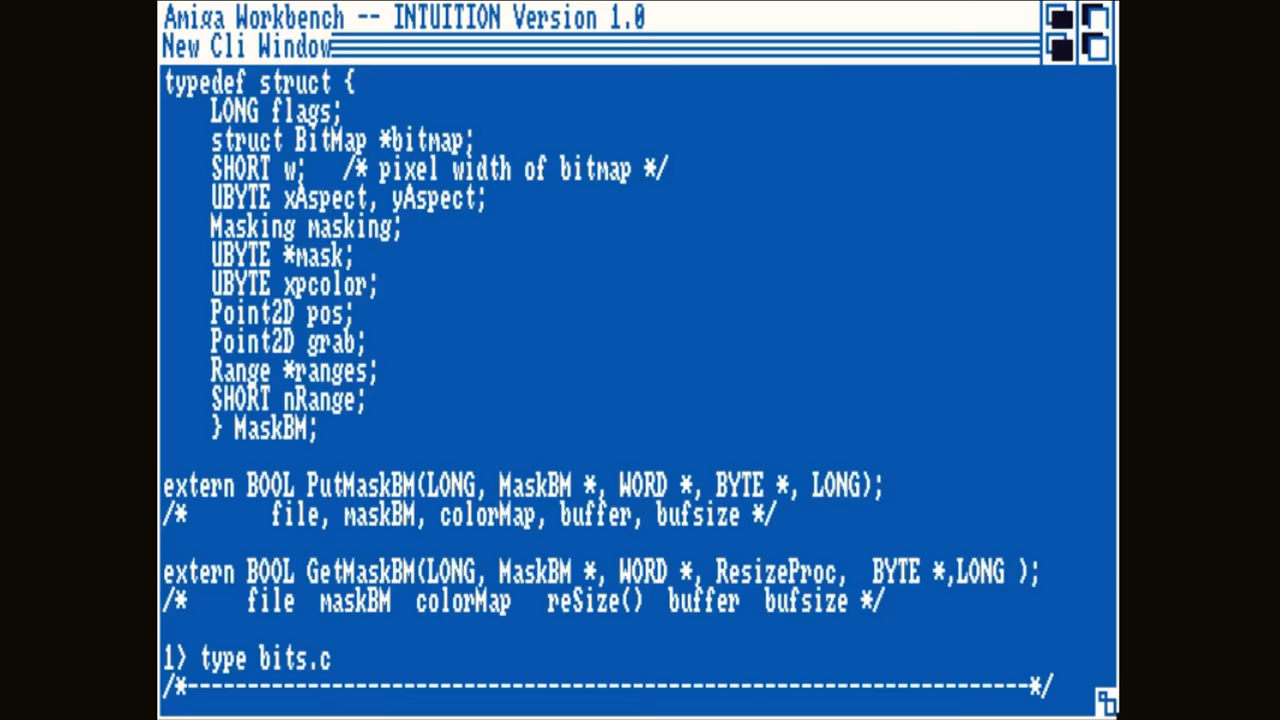 Amiga Workbench -- INTUITION Version 1.0
New Cli Window
typedef struct {
    LONG flags;
    struct BitMap *bitmap;
    SHORT w;   /* pixel width of bitmap */
    UBYTE xAspect, yAspect;
    Masking masking;
    UBYTE *mask;
    UBYTE xpcolor;
    Point2D pos;
    Point2D grab;
    Range *ranges;
    SHORT nRange;
    } MaskBM;
extern BOOL PutMaskBM(LONG, MaskBM *, WORD *, BYTE *, LONG);
/*       file, maskBM, colorMap, buffer, bufsize */
extern BOOL GetMaskBM(LONG, MaskBM *, WORD *, ResizeProc,  BYTE *,LONG );
/*     file  maskBM  colorMap   reSize()  buffer  bufsize */
1> type bits.c
/*----------------------------------------------------------------------*/